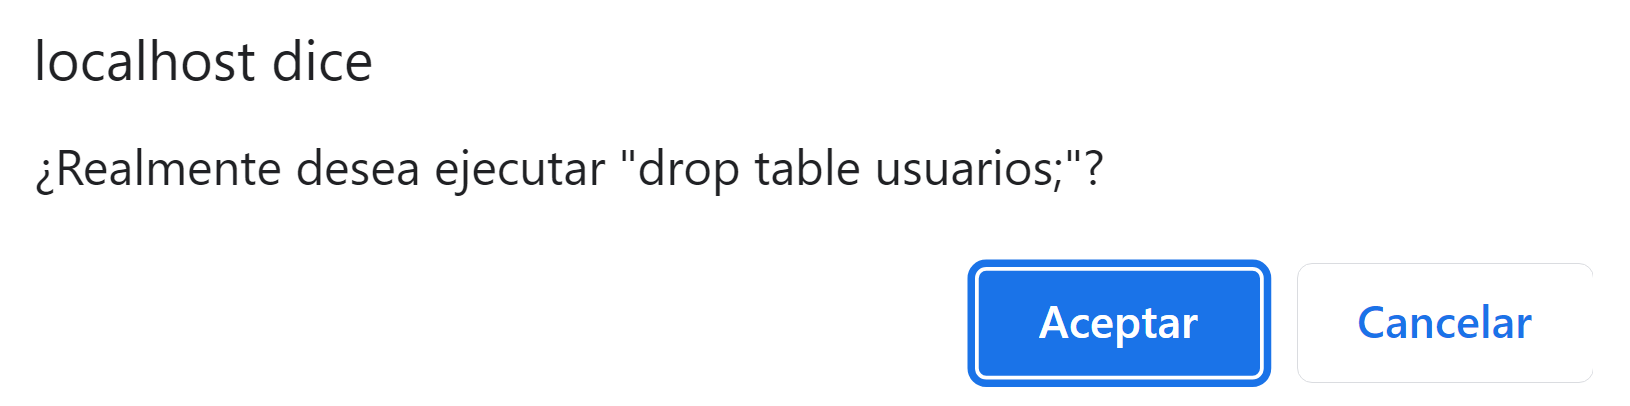 localhost dice
¿Realmente desea ejecutar "drop table usuarios;"?
Aceptar
Cancelar